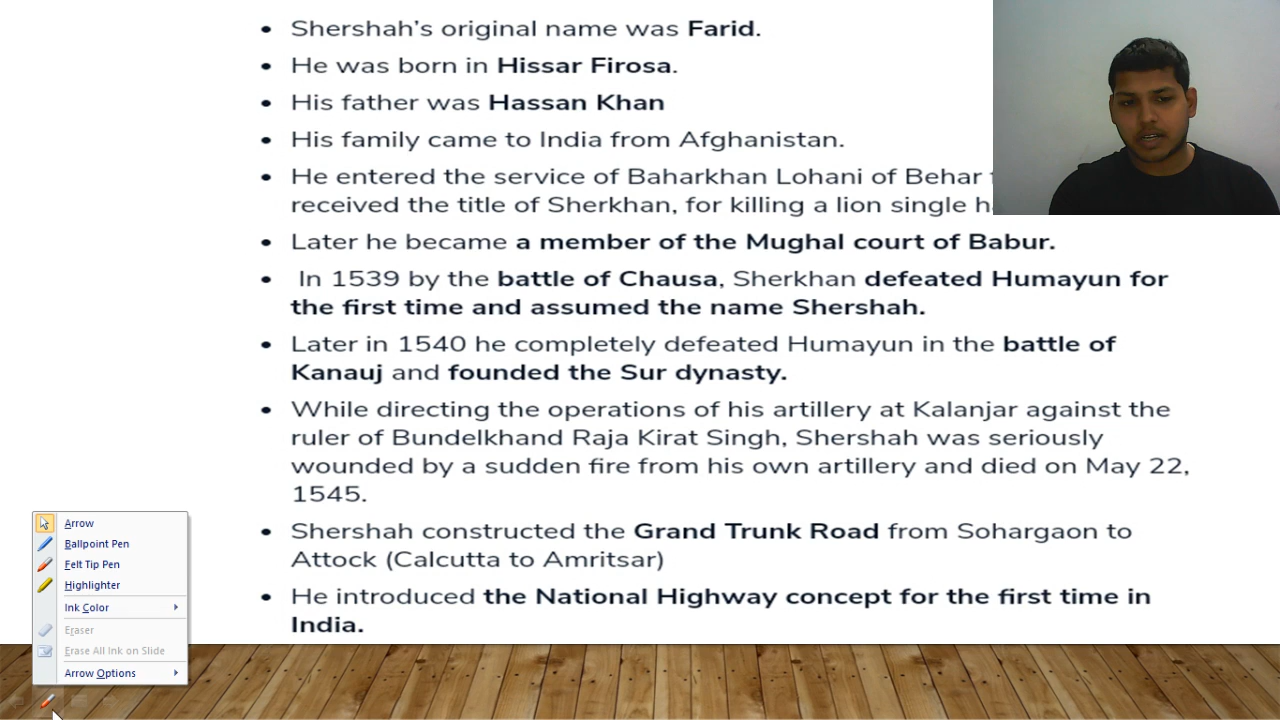 Shershah's original name was Farid.
He was born in Hissar Firosa.
His father was Hassan Khan
His family came to India from Afghanistan.
He entered the service of Baharkhan Lohani of Behar
received the title of Sherkhan, for killing a lion single
Later he became a member of the Mughal court of Babur.
In 1539 by the battle of Chausa, Sherkhan defeated Humayun for
the first time and assumed the name Shershah.
Later in 1540 he completely defeated Humayun in the battle of
Kanauj and founded the Sur dynasty.
While directing the operations of his artillery at Kalanjar against the
ruler of Bundelkhand Raja Kirat Singh, Shershah was seriously
wounded by a sudden fire from his own artillery and died on May 22,
1545.
Shershah constructed the Grand Trunk Road from Sohargaon to
Attock (Calcutta to Amritsar)
He introduced the National Highway concept for the first time in
India.
Arrow
Ballpoint Pen
Felt Tip Pen
Highlighter
Ink Color
Eraser
Erase All Ink on Slide
Arrow Options